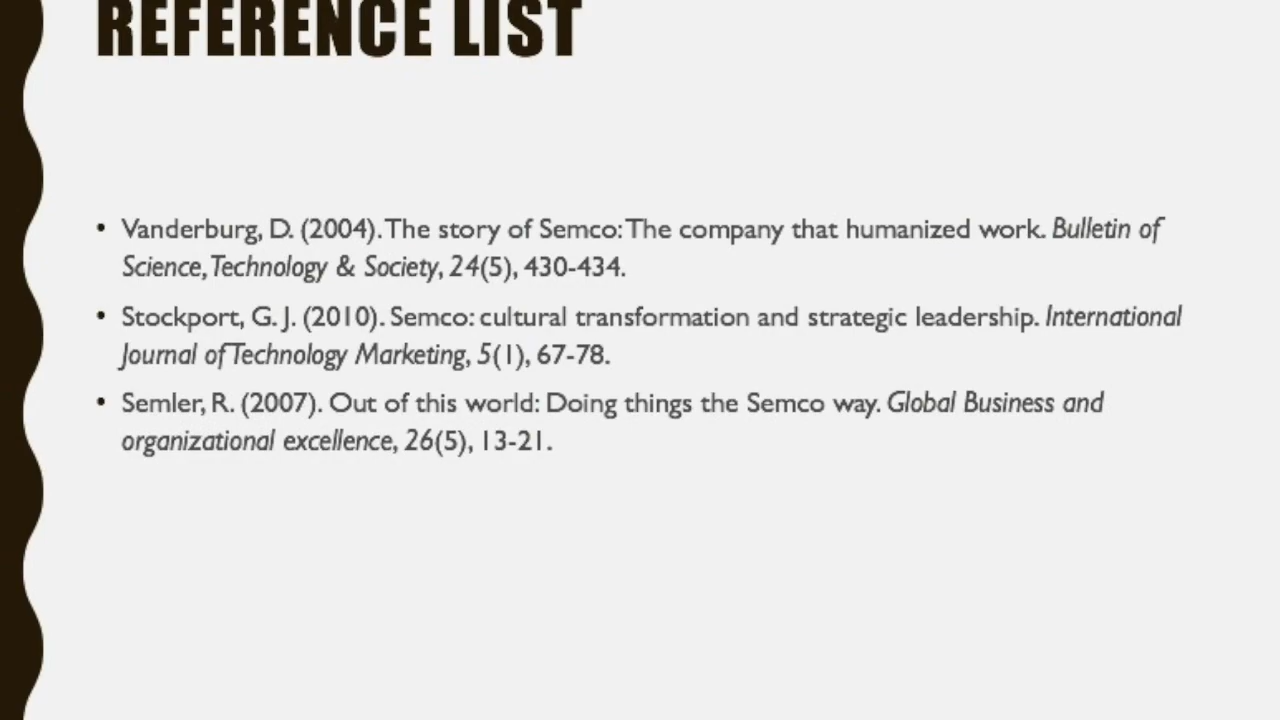 REFERENCE LIST
• Vanderburg, D. (2004). The story of Semco: The company that humanized work. Bulletin of
Science, Technology & Society, 24(5), 430-434.
• Stockport, G. J. (2010). Semco: cultural transformation and strategic leadership. International
Journal of Technology Marketing, 5(1), 67-78.
• Semler, R. (2007). Out of this world: Doing things the Semco way. Global Business and
organizational excellence, 26(5), 13-21.